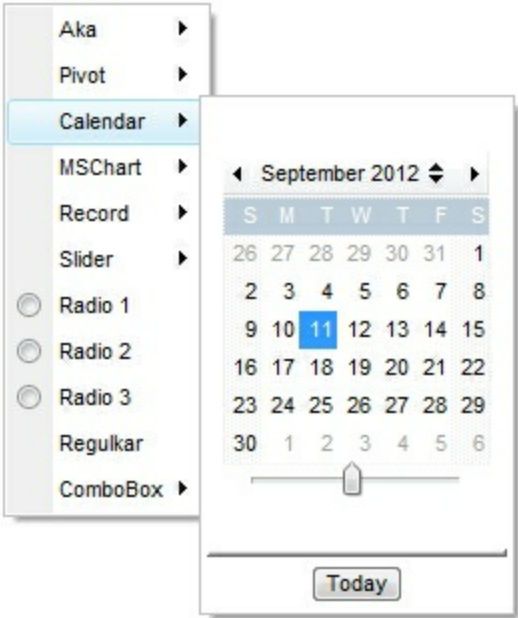 Aka
Pivot
Calendar
MSChart
Record
Slider
Radio 1
Radio 2
Radio 3
Regulkar
ComboBox
September 2012
S M T W T F S
26 27 28 29 30 31 1
2 3 4 5 6 7 8
9 10 11 12 13 14 15
16 17 18 19 20 21 22
23 24 25 26 27 28 29
30 1 2 3 4 5 6
Today